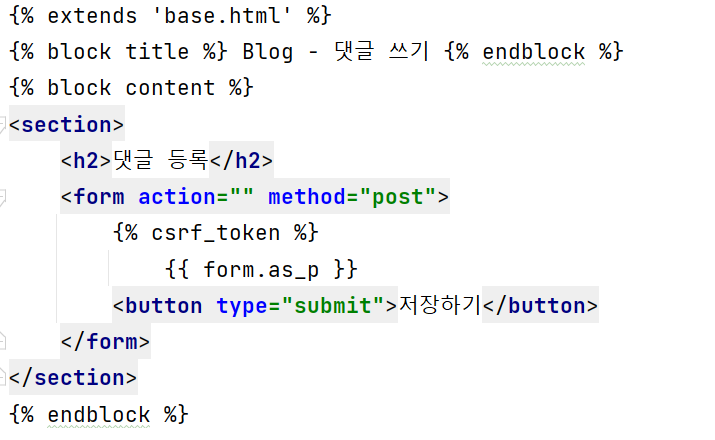 {% extends 'base.html' %}
{% block title %} Blog - 댓글 쓰기 {% endblock %}
{% block content %}
<section>
    <h2>댓글 등록</h2>
    <form action="" method="post">
        {% csrf_token %}
            {{ form.as_p }}
        <button type="submit">저장하기</button>
    </form>
</section>
{% endblock %}